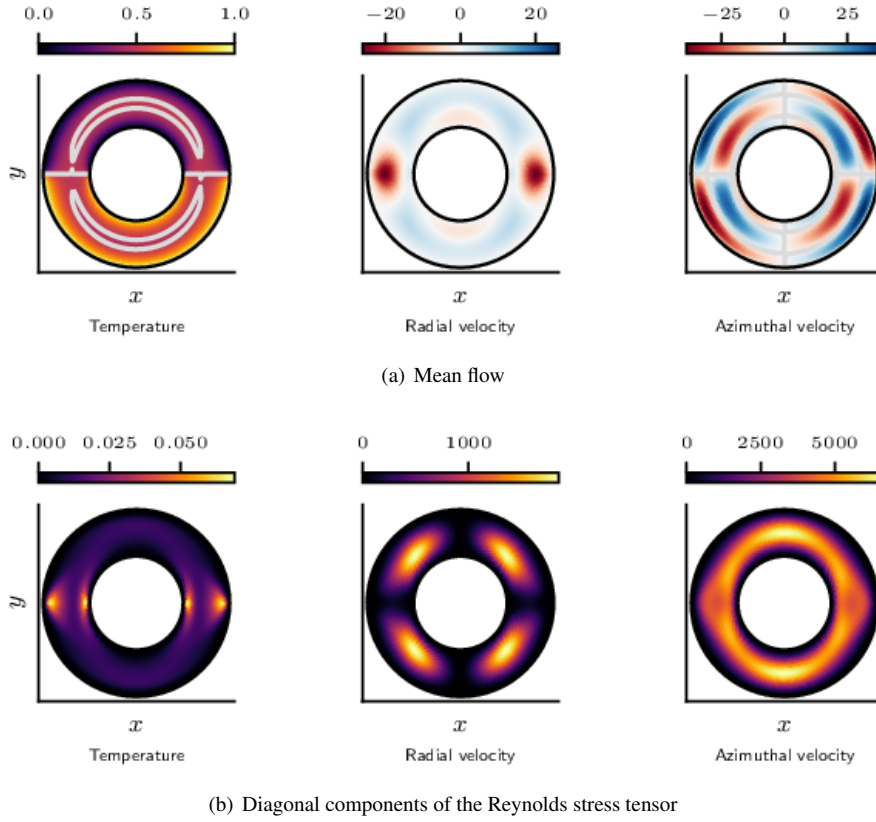 0.0 0.5 1.0 −20 0 20 −25 0 25
y
x x x
Temperature Radial velocity Azimuthal velocity
(a) Mean flow
0.000 0.025 0.050 0 1000 0 2500 5000
y
x x x
Temperature Radial velocity Azimuthal velocity
(b) Diagonal components of the Reynolds stress tensor